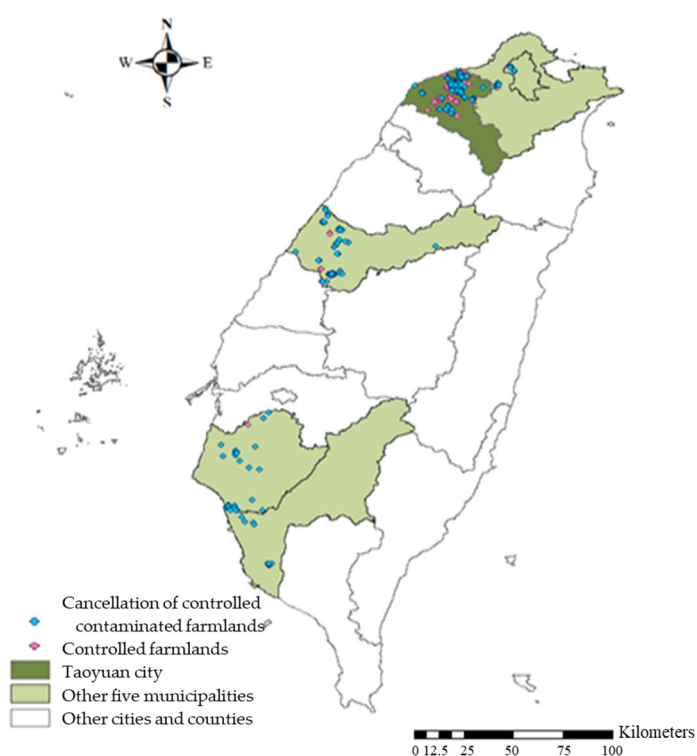 N
W E
S
Cancellation of controlled
contaminated farmlands
Controlled farmlands
Taoyuan city
Other five municipalities
Other cities and counties
Kilometers
0 12.5 25 50 75 100